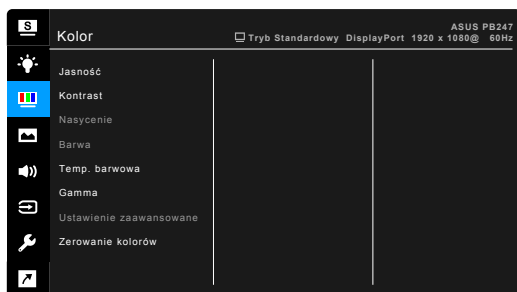 S
ASUS PB247
Kolor
Tryb Standardowy DisplayPort 1920 x 1080@ 60Hz
Jasność
Kontrast
Nasycenie
Barwa
Temp. barwowa
Gamma
Ustawienie zaawansowane
Zerowanie kolorów